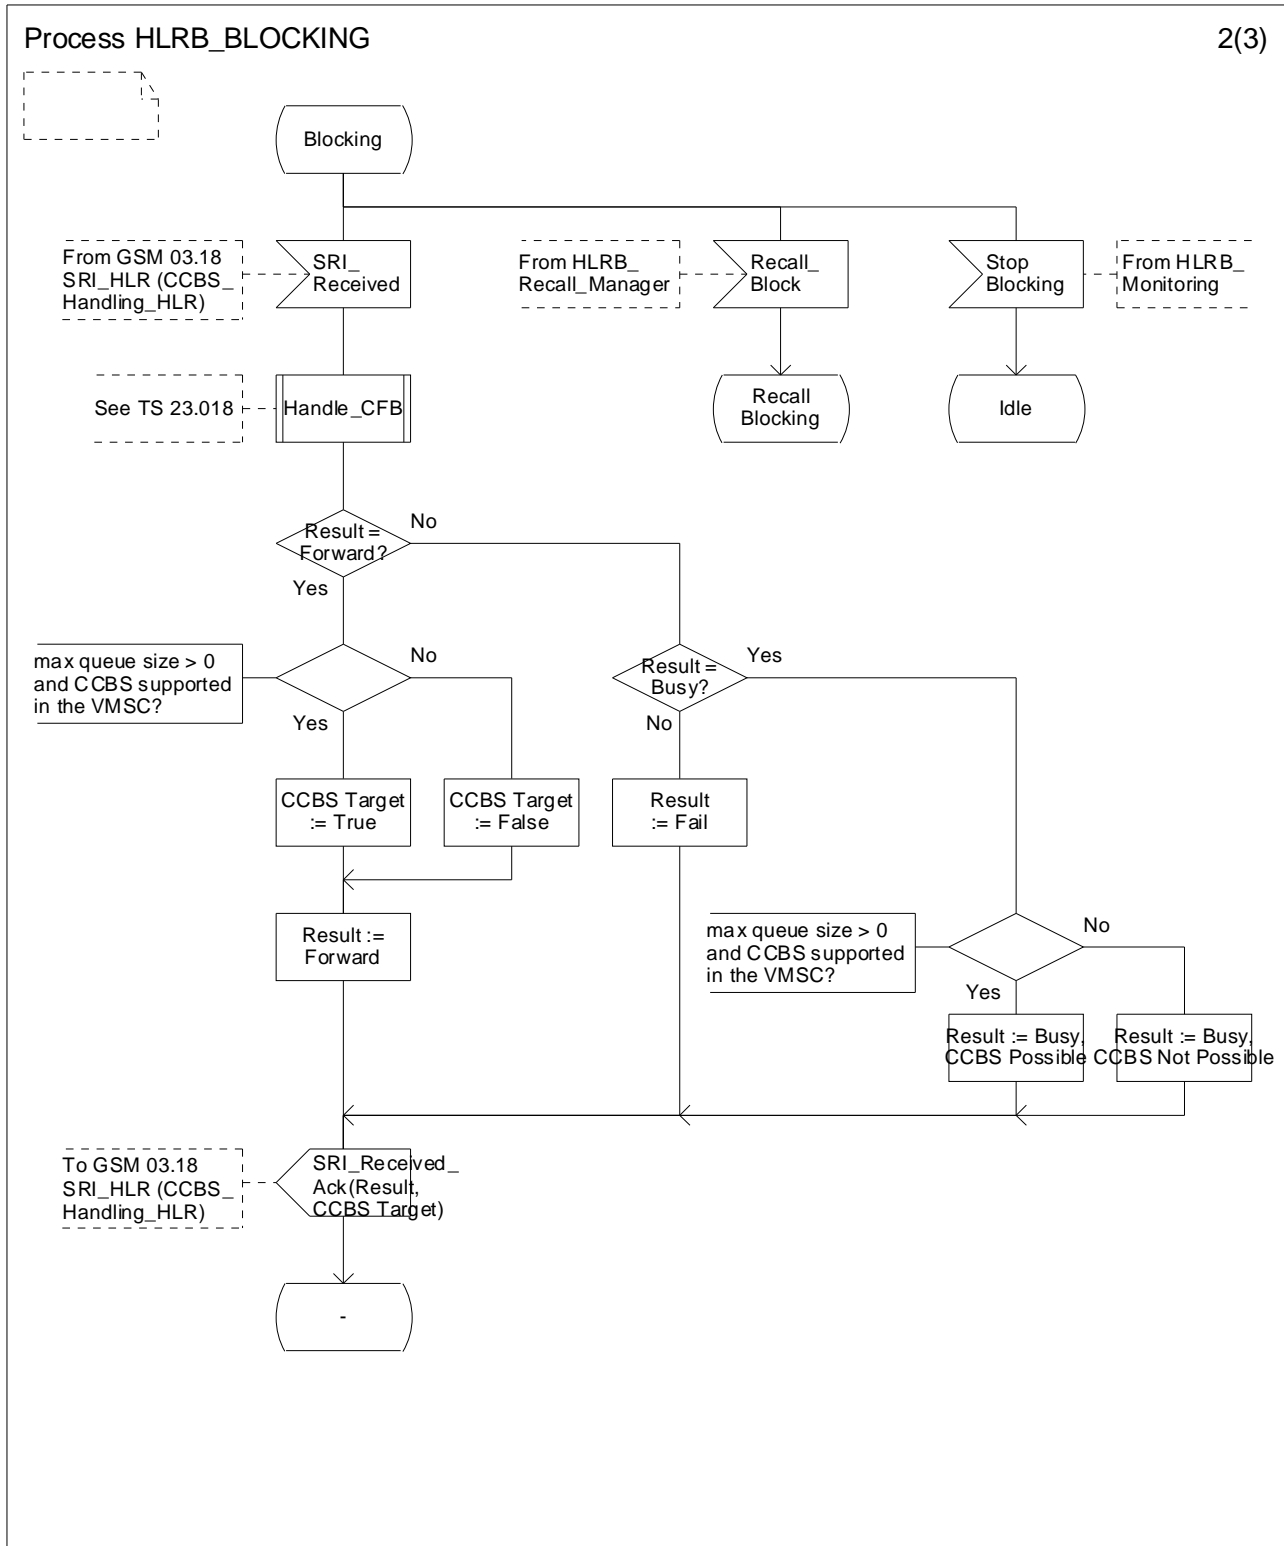 Process HLRB_BLOCKING
2(3)
Blocking
From GSM 03.18
SRI_HLR (CCBS_
Handling_HLR)
SRI_
Received
From HLRB_
Recall_Manager
Recall_
Block
Stop
Blocking
From HLRB_
Monitoring
See TS 23.018
Handle_CFB
Recall
Blocking
Idle
Result =
Forward?
No
Yes
max queue size > 0
and CCBS supported
in the VMSC?
No
Yes
Result =
Busy?
Yes
No
CCBS Target
:= True
CCBS Target
:= False
Result
:= Fail
Result :=
Forward
max queue size > 0
and CCBS supported
in the VMSC?
No
Yes
Result := Busy,
CCBS Possible
Result := Busy,
CCBS Not Possible
To GSM 03.18
SRI_HLR (CCBS_
Handling_HLR)
SRI_Received_
Ack(Result,
CCBS Target)
-